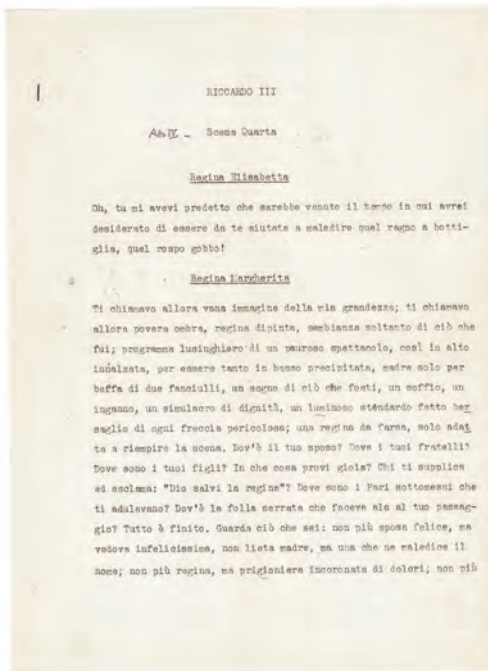 RICCARDO III
Att. IV - Scena Quarta
Regina Elisabetta
Oh, tu mi avevi predetto che sarebbe venuto il tempo in cui avrei
desiderato di essere da te aiutata a maledire quel ragno a botti-
glia, quel rospo gobbo!
Regina Margherita
Ti chiamavo allora vana immagine della mia grandezza; ti chiamavo
allora povera ombra, regina dipinta, sembianza soltanto di ciò che
fui; programma lusinghiero di un pauroso spettacolo, così in alto
innalzata, per essere tanto in basso precipitata, madre solo per
beffa di due fanciulli, un sogno di ciò che fosti, un soffio, un
inganno, un simulacro di dignità, un luminoso stendardo fatto ber
saglio di ogni freccia pericolosa; una regina da farsa, solo adat
ta a riempire la scena. Dov'è il tuo sposo? Dove i tuoi fratelli?
Dove sono i tuoi figli? In che cosa provi gioia? Chi ti supplica
ed esclama: "Dio salvi la regina"? Dove sono i Pari sottomessi che
ti adulavano? Dov'è la folla serrata che faceva ala al tuo passag-
gio? Tutto è finito. Guarda ciò che sei: non più sposa felice, ma
vedova infelicissima, non lieta madre, ma una che ne maledice il
nome; non più regina, ma prigioniera incoronata di dolori; non più